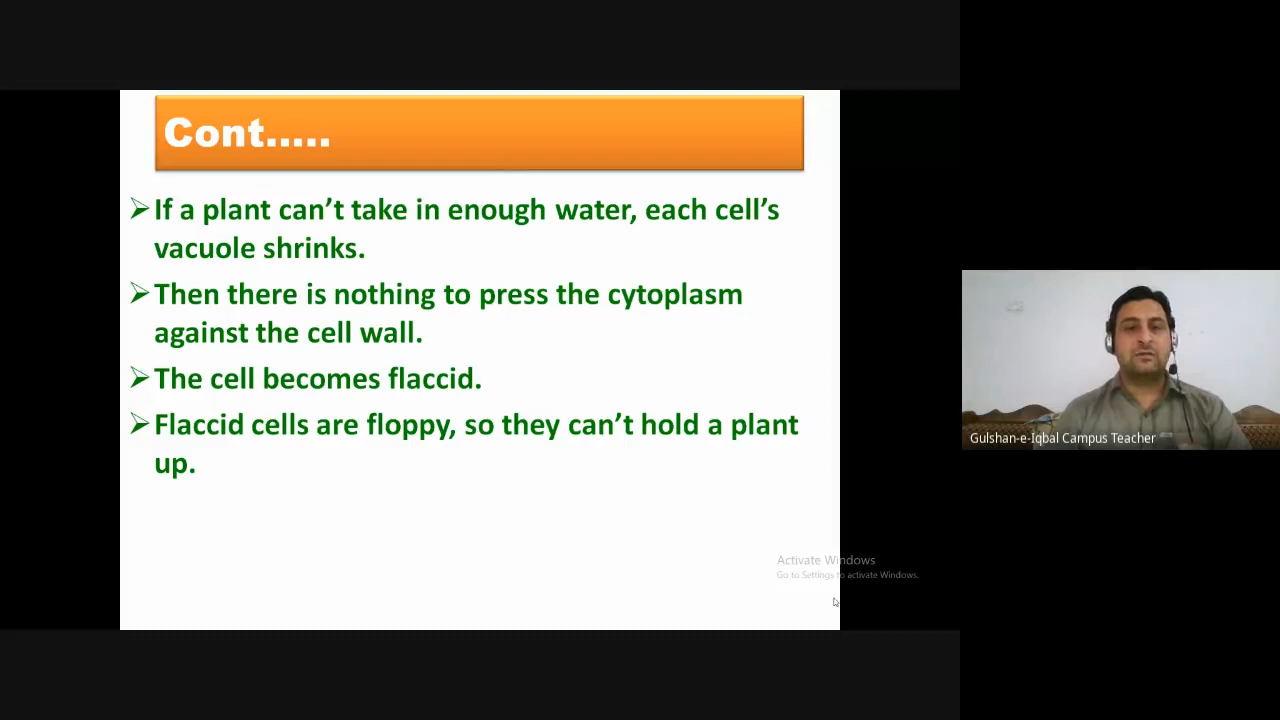 Cont.....
➢If a plant can’t take in enough water, each cell’s
vacuole shrinks.
➢Then there is nothing to press the cytoplasm
against the cell wall.
➢The cell becomes flaccid.
➢Flaccid cells are floppy, so they can’t hold a plant
up.
Gulshan-e-Iqbal Campus Teacher
Activate Windows
Go to Settings to activate Windows.